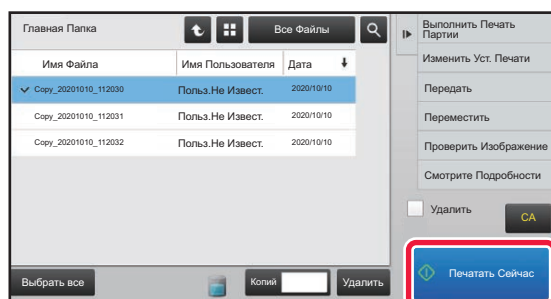 Главная Папка
Все Файлы
Имя Файла Имя Пользователя Дата
Copy_20201010_112030 Польз.Не Извест. 2020/10/10
Copy_20201010_112031 Польз.Не Извест. 2020/10/10
Copy_20201010_112032 Польз.Не Извест. 2020/10/10
Выбрать все
Копий
Удалить
Выполнить Печать
Партии
Изменить Уст. Печати
Передать
Переместить
Проверить Изображение
Смотрите Подробности
Удалить
CA
Печатать Сейчас